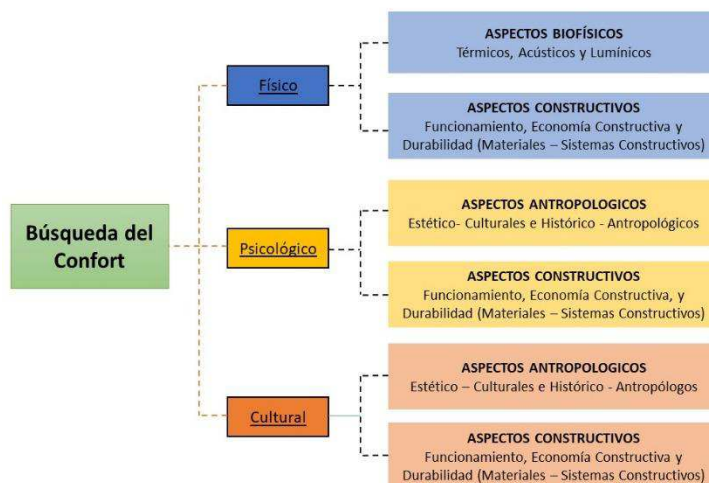 Búsqueda del
Confort
Físico
ASPECTOS BIOFÍSICOS
Térmicos, Acústicos y Lumínicos
ASPECTOS CONSTRUCTIVOS
Funcionamiento, Economía Constructiva y
Durabilidad (Materiales – Sistemas Constructivos)
Psicológico
ASPECTOS ANTROPOLOGICOS
Estético- Culturales e Histórico - Antropológicos
ASPECTOS CONSTRUCTIVOS
Funcionamiento, Economía Constructiva, y
Durabilidad (Materiales – Sistemas Constructivos)
Cultural
ASPECTOS ANTROPOLOGICOS
Estético – Culturales e Histórico - Antropólogos
ASPECTOS CONSTRUCTIVOS
Funcionamiento, Economía Constructiva y
Durabilidad (Materiales – Sistemas Constructivos)